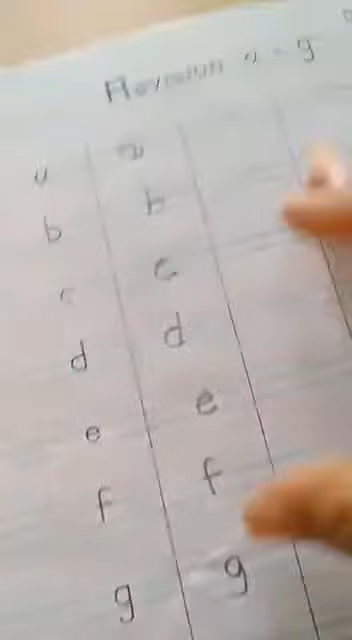 Revision a - g
a a
b b
c c
d d
e e
f f
g g